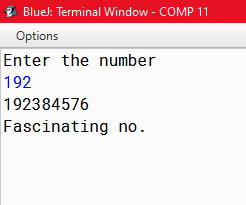 BlueJ: Terminal Window - COMP 11
Options
Enter the number
192
192384576
Fascinating no.